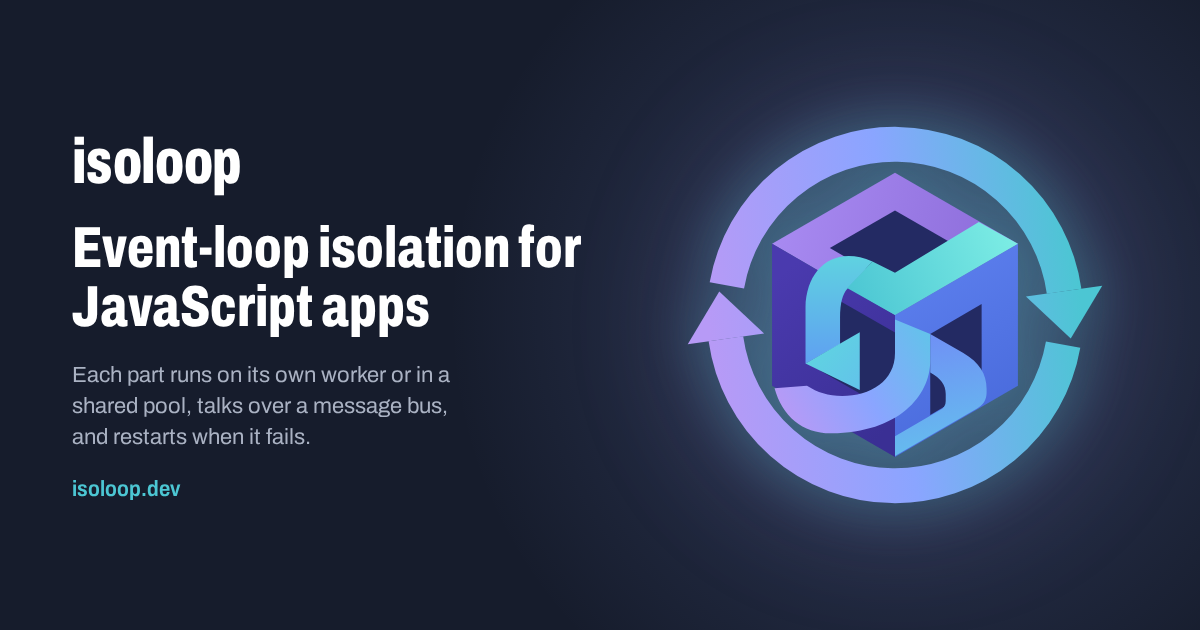 isoloop
Event-loop isolation for
JavaScript apps
Each part runs on its own worker or in a
shared pool, talks over a message bus,
and restarts when it fails.
isoloop.dev